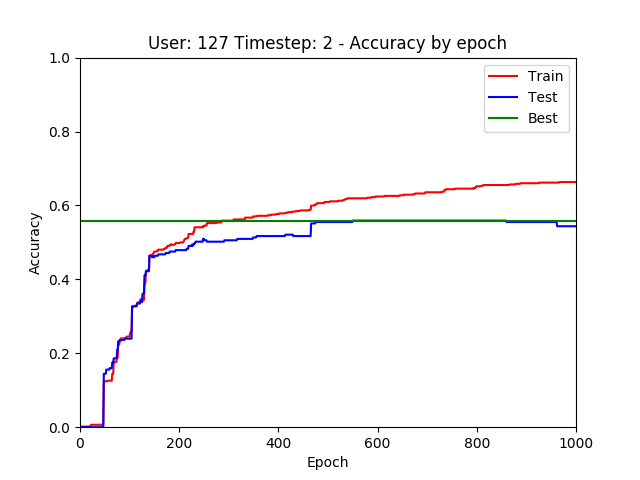 User: 127 Timestep: 2 - Accuracy by epoch
1.0
0.8
0.6
0.4
0.2
0.0
Accuracy
0 200 400 600 800 1000
Epoch
Train
Test
Best